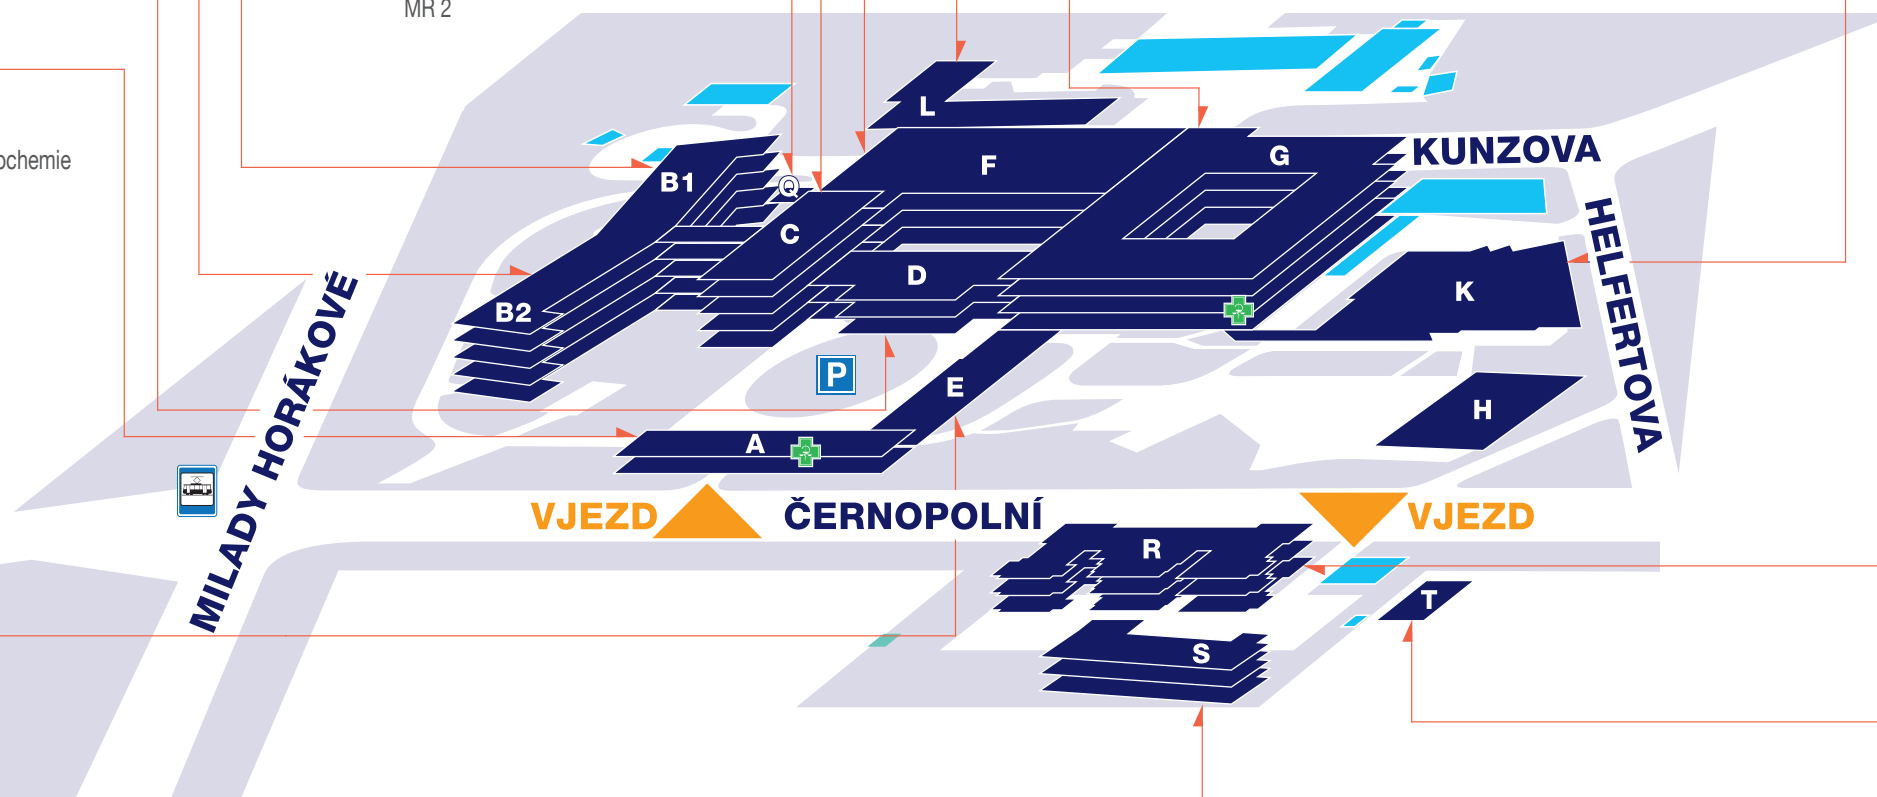 MR 2
ochemie
L
F
G
KUNZOVA
B1
Q
C
HELFERTOVA
D
K
B2
P
E
H
A
MILADY HORÁKOVÉ
VJEZD
ČERNOPOLNÍ
VJEZD
R
T
S